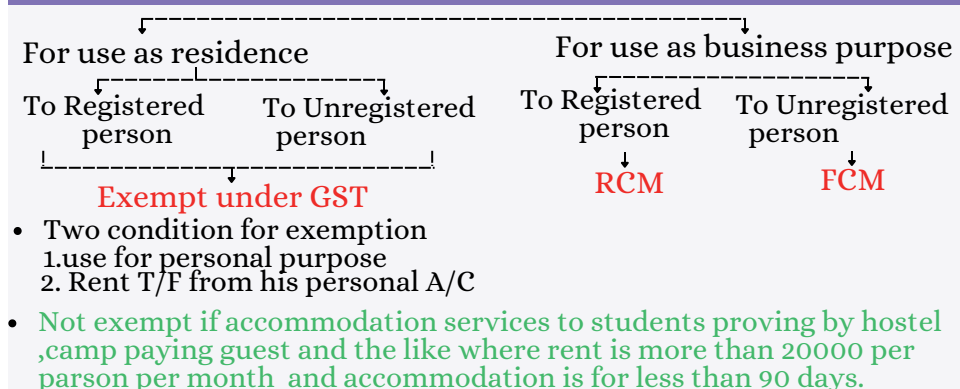 For use as residence
For use as business purpose
To Registered
person
To Unregistered
person
To Registered
person
To Unregistered
person
Exempt under GST
RCM
FCM
• Two condition for exemption
1.use for personal purpose
2. Rent T/F from his personal A/C
• Not exempt if accommodation services to students proving by hostel
,camp paying guest and the like where rent is more than 20000 per
parson per month and accommodation is for less than 90 days.